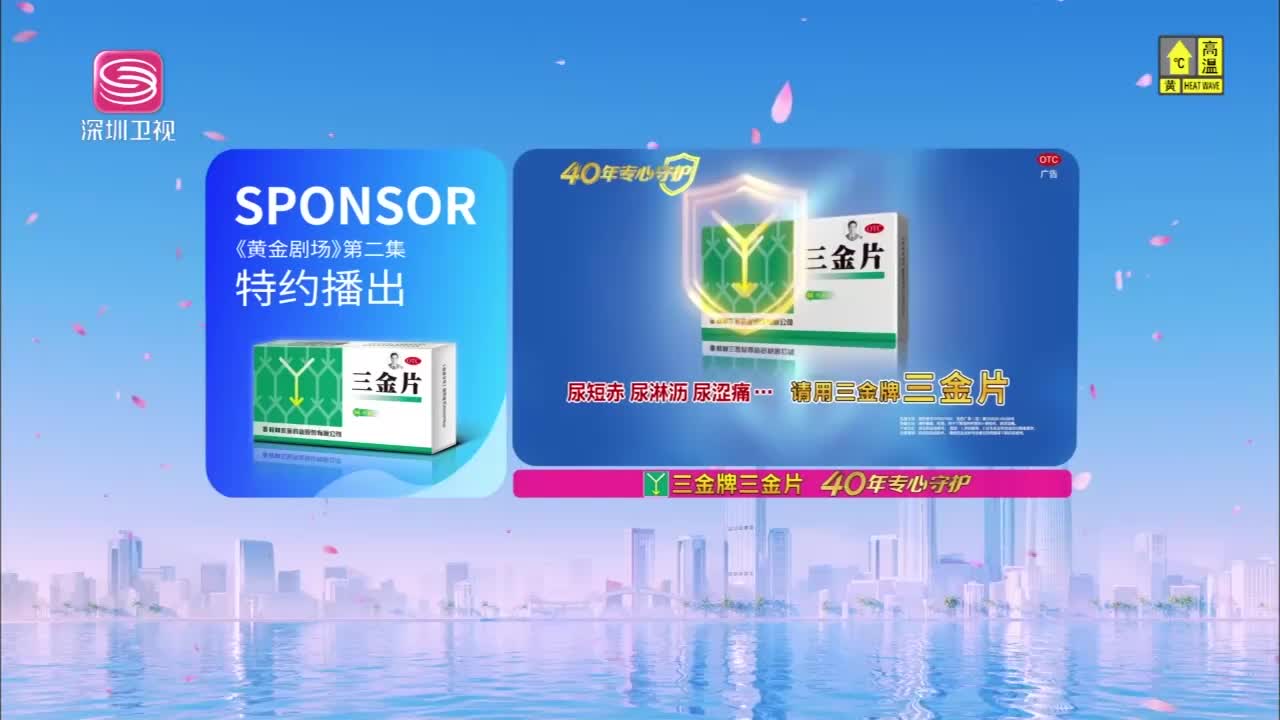 深圳卫视
高温
℃
黄 HEAT WAVE
SPONSOR
《黄金剧场》第二集
特约播出
OTC
三金片
40年专心守护
OTC
广告
OTC
三金片
尿短赤 尿淋沥 尿涩痛… 请用三金牌三金片
三金牌三金片 40年专心守护